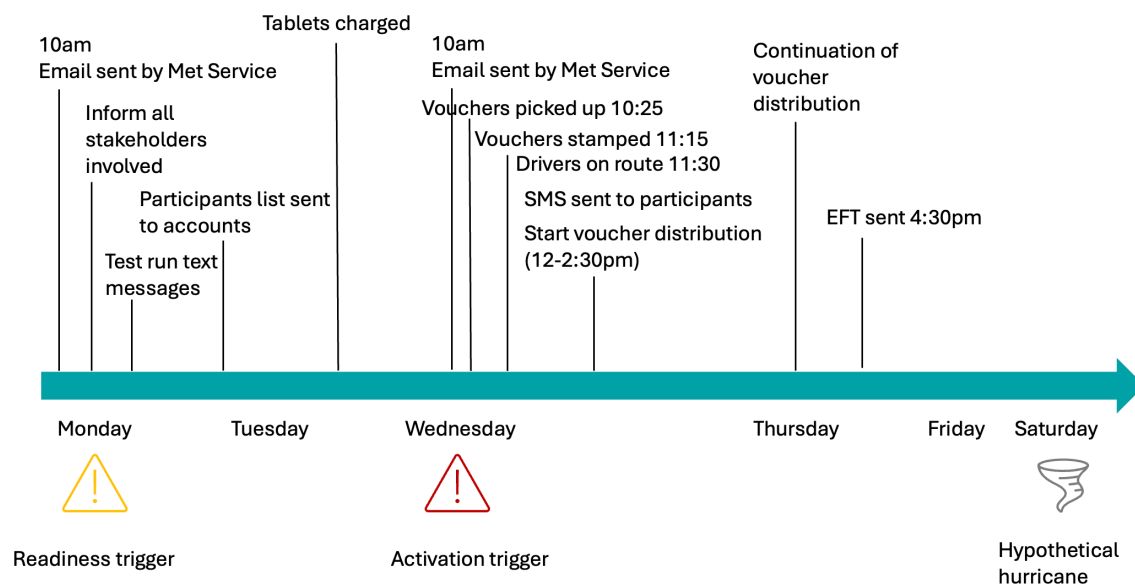 Tablets charged
10am
Email sent by Met Service
Inform all
stakeholders
involved
Participants list sent
to accounts
Test run text
messages
10am
Email sent by Met Service
Vouchers picked up 10:25
Vouchers stamped 11:15
Drivers on route 11:30
SMS sent to participants
Start voucher distribution
(12-2:30pm)
Continuation of
voucher
distribution
EFT sent 4:30pm
Monday
Tuesday
Wednesday
Thursday
Friday
Saturday
Readiness trigger
Activation trigger
Hypothetical
hurricane